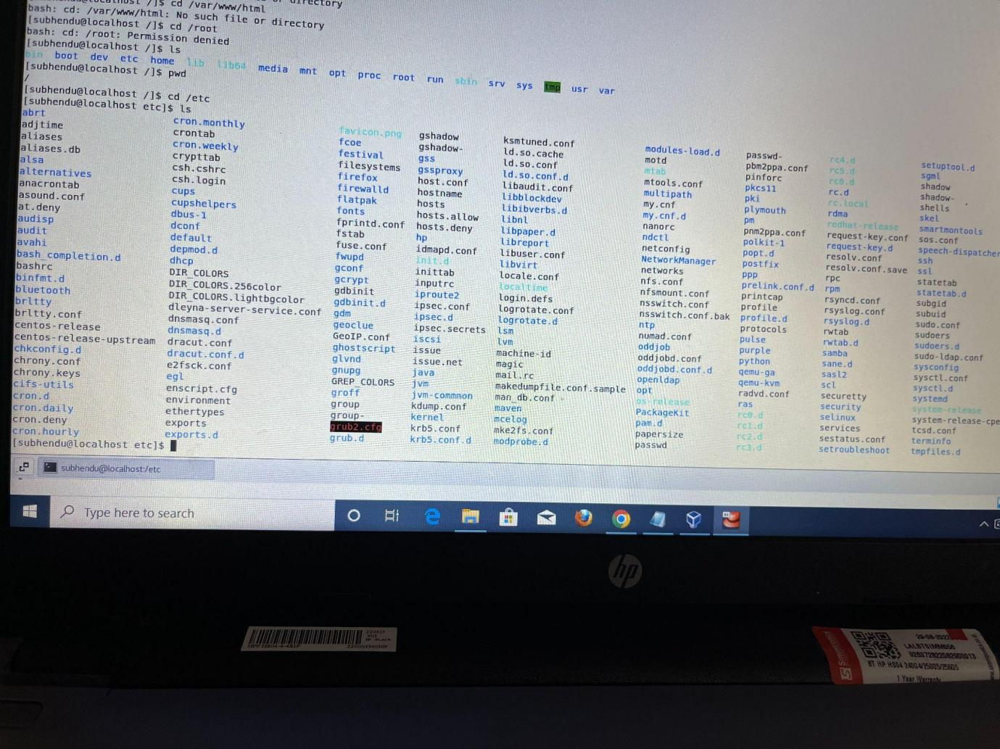 /]$ cd /var/www/html directory
bash: cd: /var/www/html: No such file or directory
[subhendu@localhost /]$ cd /root
bash: cd: /root: Permission denied
[subhendu@localhost /]$ ls
bin boot dev etc home lib lib64 media mnt opt proc root run sbin srv sys tmp usr var
[subhendu@localhost /]$ pwd
/
[subhendu@localhost /]$ cd /etc
[subhendu@localhost etc]$ ls
abrt cron.monthly favicon.png gshadow ksmtuned.conf modules-load.d passwd- rc4.d setuptool.d
adjtime crontab fcoe gshadow- ld.so.cache motd pbm2ppa.conf rc5.d sgml
aliases cron.weekly festival gss ld.so.conf mtab pinforc rc6.d shadow
aliases.db crypttab filesystems gssproxy ld.so.conf.d mtools.conf pkcs11 rc.d shadow-
alsa csh.cshrc firefox host.conf libaudit.conf multipath pki rc.local shells
alternatives csh.login firewalld hostname libblockdev my.cnf plymouth rdma skel
anacrontab cups flatpak hosts libibverbs.d my.cnf.d pm redhat-release smartmontools
asound.conf cupshelpers fonts hosts.allow libnl nanorc pnm2ppa.conf request-key.conf sos.conf
at.deny dbus-1 fprintd.conf hosts.deny libpaper.d ndctl polkit-1 request-key.d speech-dispatcher
audisp dconf fstab hp libreport netconfig popt.d resolv.conf ssh
audit default fuse.conf idmapd.conf libuser.conf NetworkManager postfix resolv.conf.save ssl
avahi depmod.d fwupd init.d libvirt networks ppp rpc statetab
bash_completion.d dhcp gconf inittab locale.conf nfs.conf prelink.conf.d rpm statetab.d
bashrc DIR_COLORS gcrypt inputrc localtime nfsmount.conf printcap rsyncd.conf subgid
binfmt.d DIR_COLORS.256color gdbinit iproute2 login.defs nsswitch.conf profile rsyslog.conf subuid
bluetooth DIR_COLORS.lightbgcolor gdbinit.d ipsec.conf logrotate.conf nsswitch.conf.bak profile.d rsyslog.d sudo.conf
brltty dleyna-server-service.conf gdm ipsec.d logrotate.d ntp protocols rwtab sudoers
brltty.conf dnsmasq.conf geoclue ipsec.secrets lsm numad.conf pulse rwtab.d sudoers.d
centos-release dnsmasq.d GeoIP.conf iscsi lvm oddjob purple samba sudo-ldap.conf
centos-release-upstream dracut.conf ghostscript issue machine-id oddjobd.conf python sane.d sysconfig
chkconfig.d dracut.conf.d glvnd issue.net magic oddjobd.conf.d qemu-ga sasl2 sysctl.conf
chrony.conf e2fsck.conf gnupg java mail.rc openldap qemu-kvm scl sysctl.d
chrony.keys egl GREP_COLORS jvm makedumpfile.conf.sample opt radvd.conf securetty systemd
cifs-utils enscript.cfg groff jvm-commmon man_db.conf os-release ras security system-release
cron.d environment group kdump.conf maven PackageKit rc0.d selinux system-release-cpe
cron.daily ethertypes group- kernel mcelog pam.d rc1.d services tcsd.conf
cron.deny exports grub2.cfg krb5.conf mke2fs.conf papersize rc2.d sestatus.conf terminfo
cron.hourly exports.d grub.d krb5.conf.d modprobe.d passwd rc3.d setroubleshoot tmpfiles.d
[subhendu@localhost etc]$
subhendu@localhost:/etc
Type here to search
hp
220825
DP BLACK
29-08-2022
LALBTSIMM056
BT HP HS04 240G4/250G5/256G5
1 Year Warranty
Simmtronics